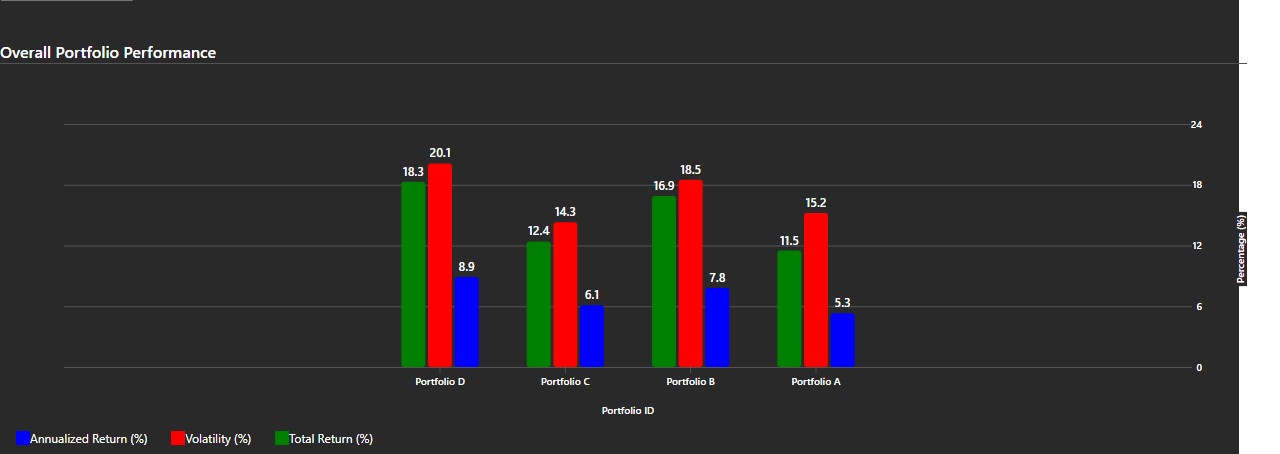 Overall Portfolio Performance
24
18
12
6
0
Percentage (%)
18.3
20.1
8.9
12.4
14.3
6.1
16.9
18.5
7.8
11.5
15.2
5.3
Portfolio D
Portfolio C
Portfolio B
Portfolio A
Portfolio ID
Annualized Return (%)
Volatility (%)
Total Return (%)